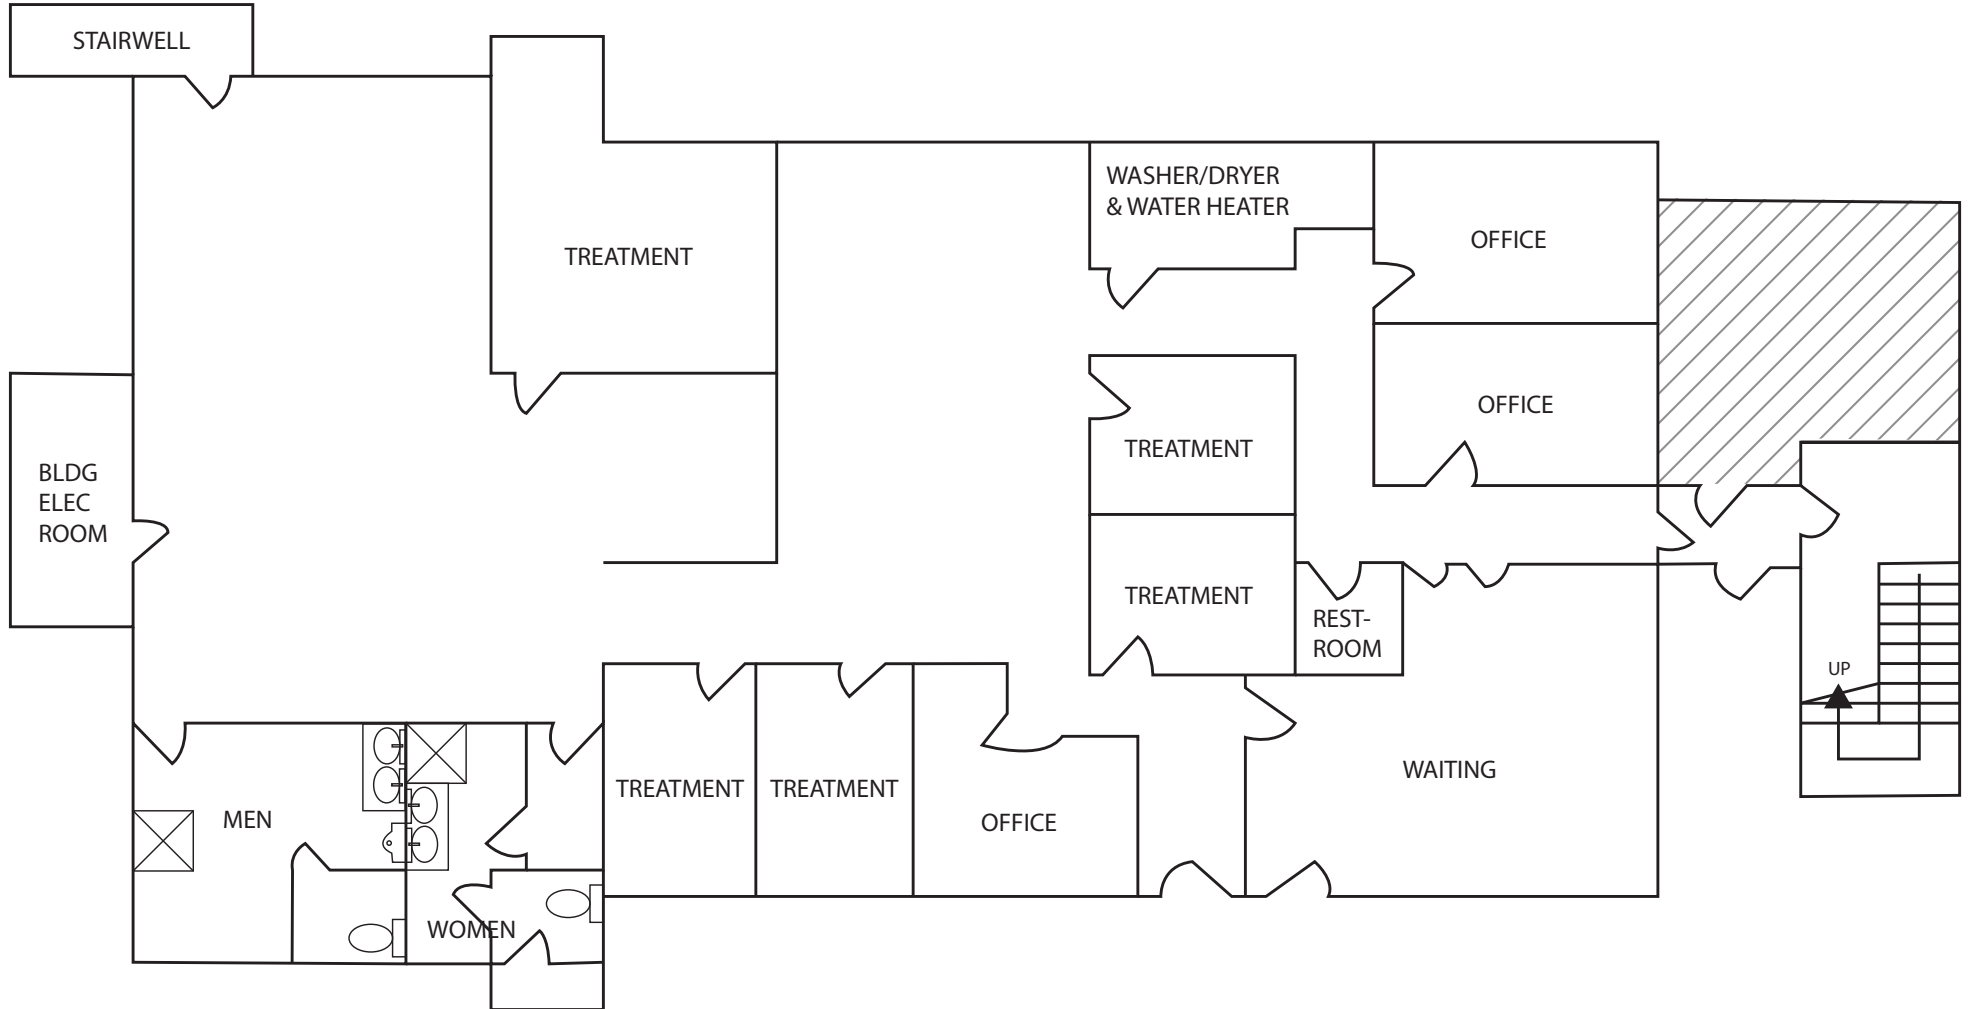 STAIRWELL
WASHER/DRYER
& WATER HEATER
OFFICE
TREATMENT
OFFICE
TREATMENT
BLDG
ELEC
ROOM
TREATMENT
REST-
ROOM
UP
WAITING
TREATMENT
TREATMENT
MEN
OFFICE
WOMEN